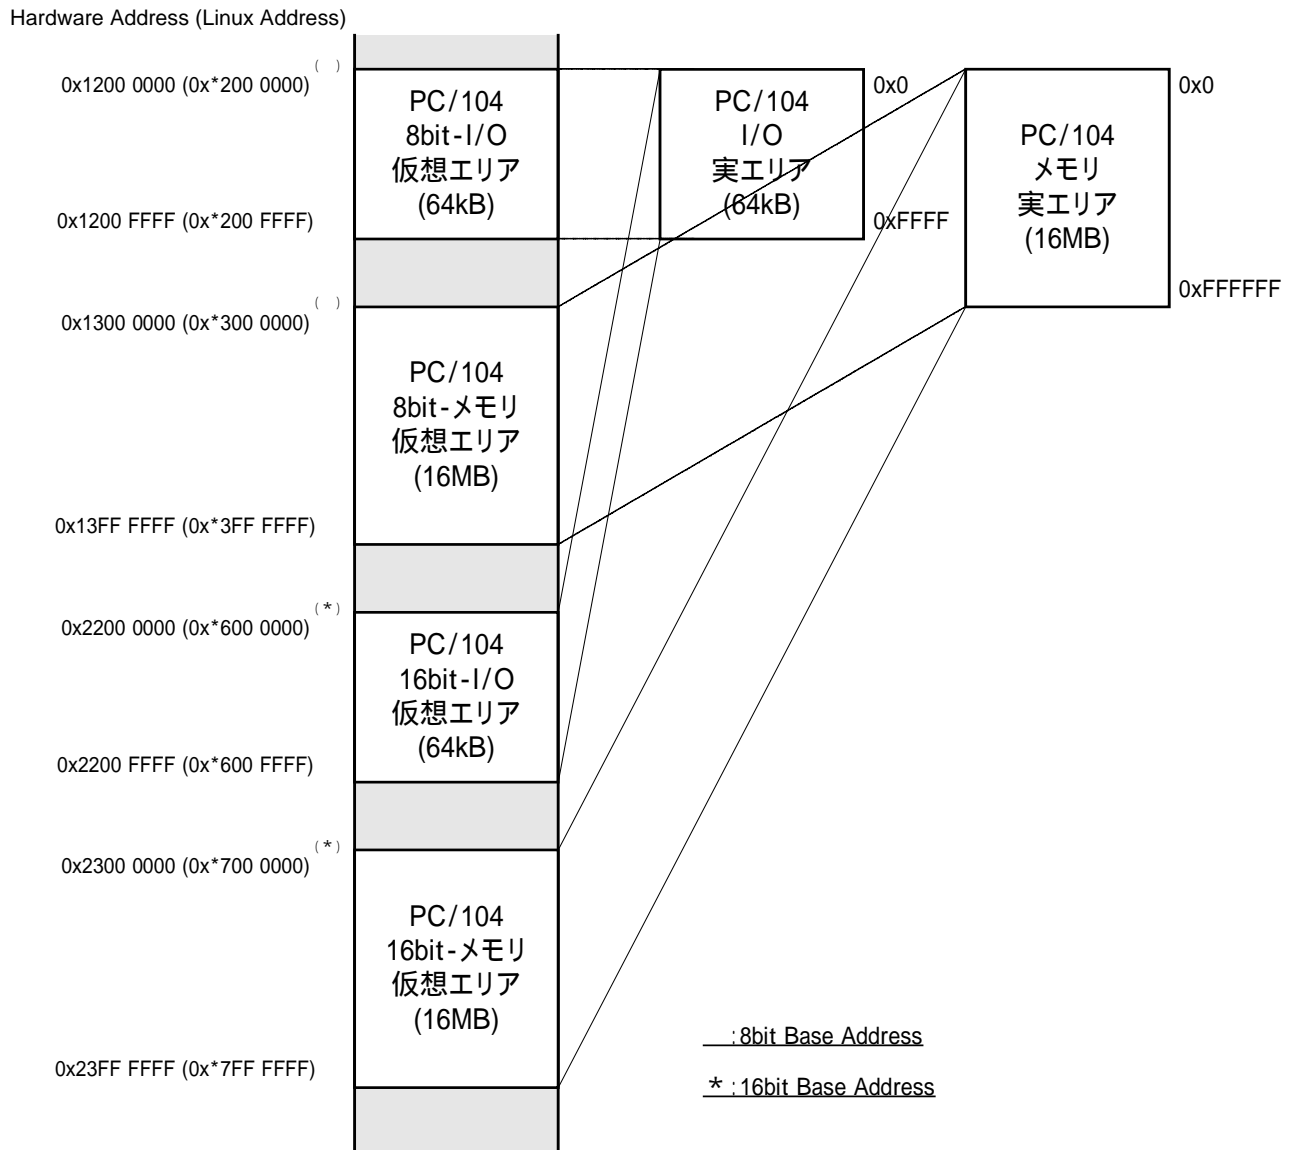 Hardware Address (Linux Address)
0x1200 0000 (0x*200 0000)
( )
PC/104
8bit-I/O
仮想エリア
(64kB)
0x1200 FFFF (0x*200 FFFF)
PC/104
I/O
実エリア
(64kB)
0x0
0xFFFF
PC/104
メモリ
実エリア
(16MB)
0x0
0xFFFFFF
0x1300 0000 (0x*300 0000)
( )
PC/104
8bit-メモリ
仮想エリア
(16MB)
0x13FF FFFF (0x*3FF FFFF)
0x2200 0000 (0x*600 0000)
(*)
PC/104
16bit-I/O
仮想エリア
(64kB)
0x2200 FFFF (0x*600 FFFF)
0x2300 0000 (0x*700 0000)
(*)
PC/104
16bit-メモリ
仮想エリア
(16MB)
0x23FF FFFF (0x*7FF FFFF)
:8bit Base Address
* :16bit Base Address